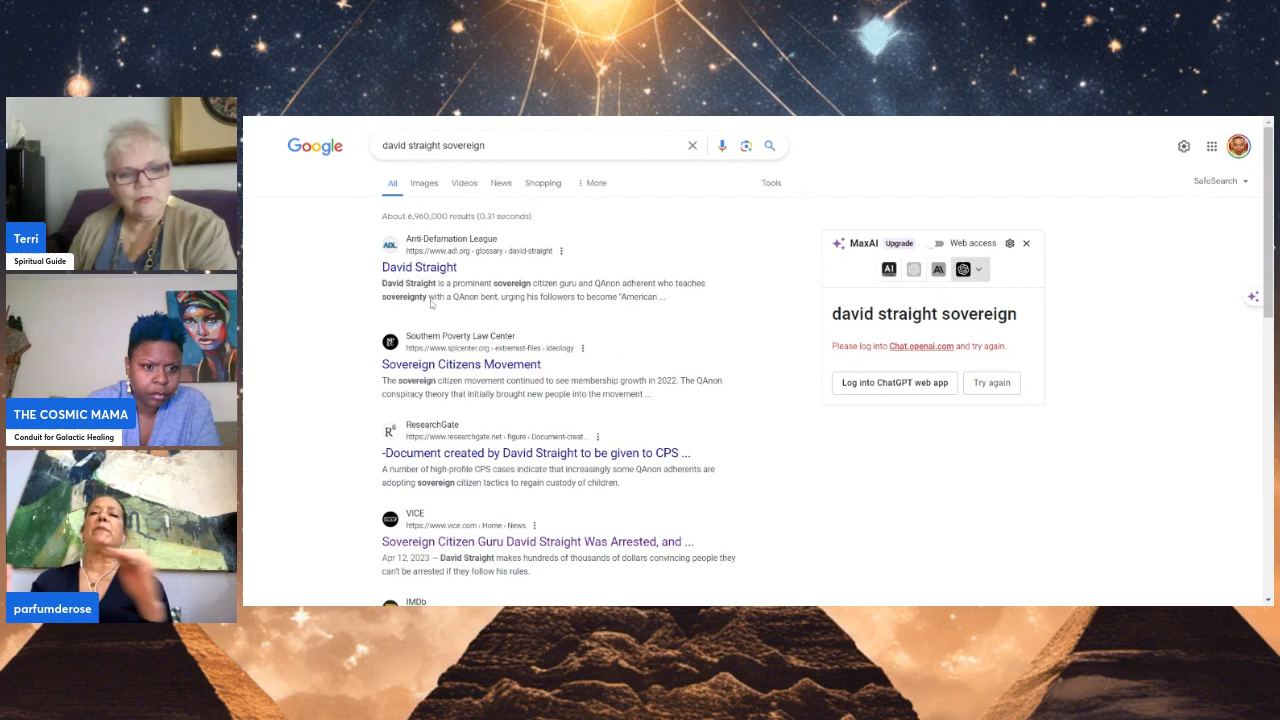 Terri
Spiritual Guide
THE COSMIC MAMA
Conduit for Galactic Healing
parfumderose
Google
david straight sovereign
All
Images
Videos
News
Shopping
More
Tools
SafeSearch
About 6,960,000 results (0.31 seconds)
ADL
Anti-Defamation League
https://www.adl.org › glossary › david-straight
David Straight
David Straight is a prominent sovereign citizen guru and QAnon adherent who teaches
sovereignty with a QAnon bent, urging his followers to become "American ...
Southern Poverty Law Center
https://www.splcenter.org › extremist-files › ideology
Sovereign Citizens Movement
The sovereign citizen movement continued to see membership growth in 2022. The QAnon
conspiracy theory that initially brought new people into the movement ...
RG
ResearchGate
https://www.researchgate.net › figure › Document-creat...
-Document created by David Straight to be given to CPS ...
A number of high-profile CPS cases indicate that increasingly some QAnon adherents are
adopting sovereign citizen tactics to regain custody of children.
VICE
https://www.vice.com › Home › News
Sovereign Citizen Guru David Straight Was Arrested, and ...
Apr 12, 2023 — David Straight makes hundreds of thousands of dollars convincing people they
can't be arrested if they follow his rules.
IMDb
MaxAI
Upgrade
Web access
AI
david straight sovereign
Please log into Chat.openai.com and try again.
Log into ChatGPT web app
Try again